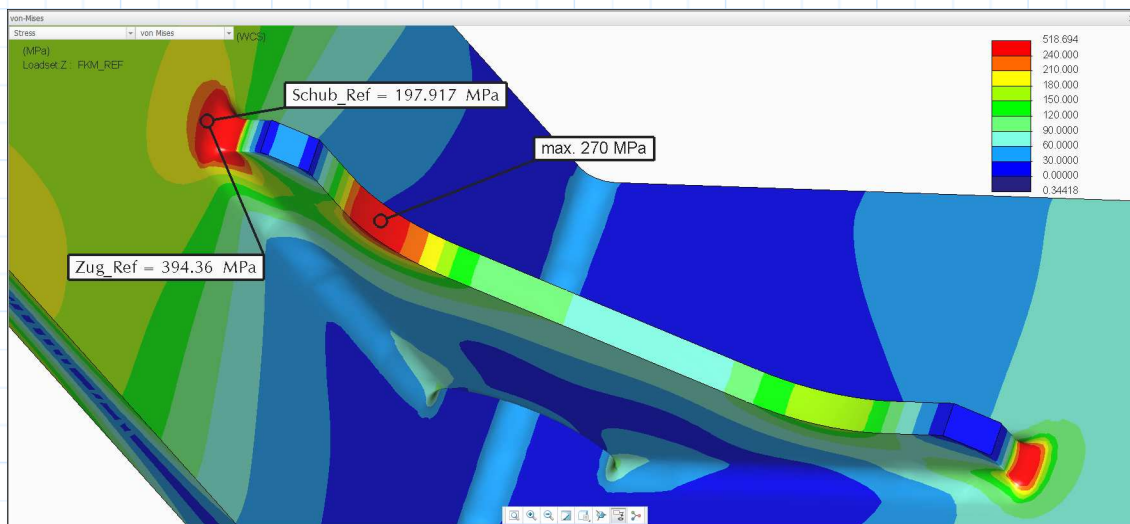 von-Mises
Stress von Mises (WCS)
(MPa)
Loadset Z : FKM_REF
518.694
240.000
210.000
180.000
150.000
120.000
90.0000
60.0000
30.0000
0.00000
0.34418
Schub_Ref = 197.917 MPa
max. 270 MPa
Zug_Ref = 394.36 MPa